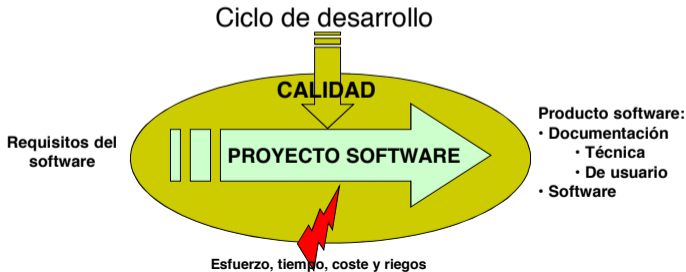 Ciclo de desarrollo
CALIDAD
Requisitos del
software
PROYECTO SOFTWARE
Producto software:
• Documentación
• Técnica
• De usuario
• Software
Esfuerzo, tiempo, coste y riegos